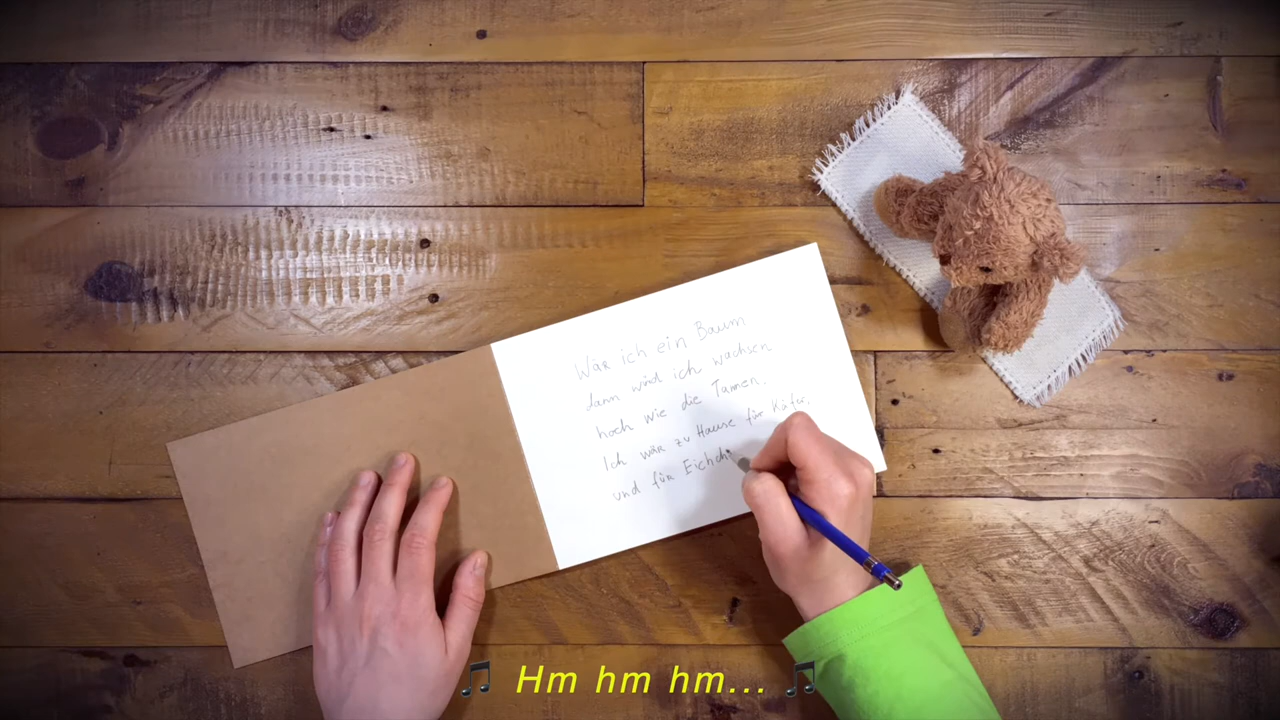 Wär ich ein Baum
dann würd ich wachsen
hoch wie die Tannen.
Ich wär zu Hause für Käfer,
und für Eichch
🎵 Hm hm hm... 🎵